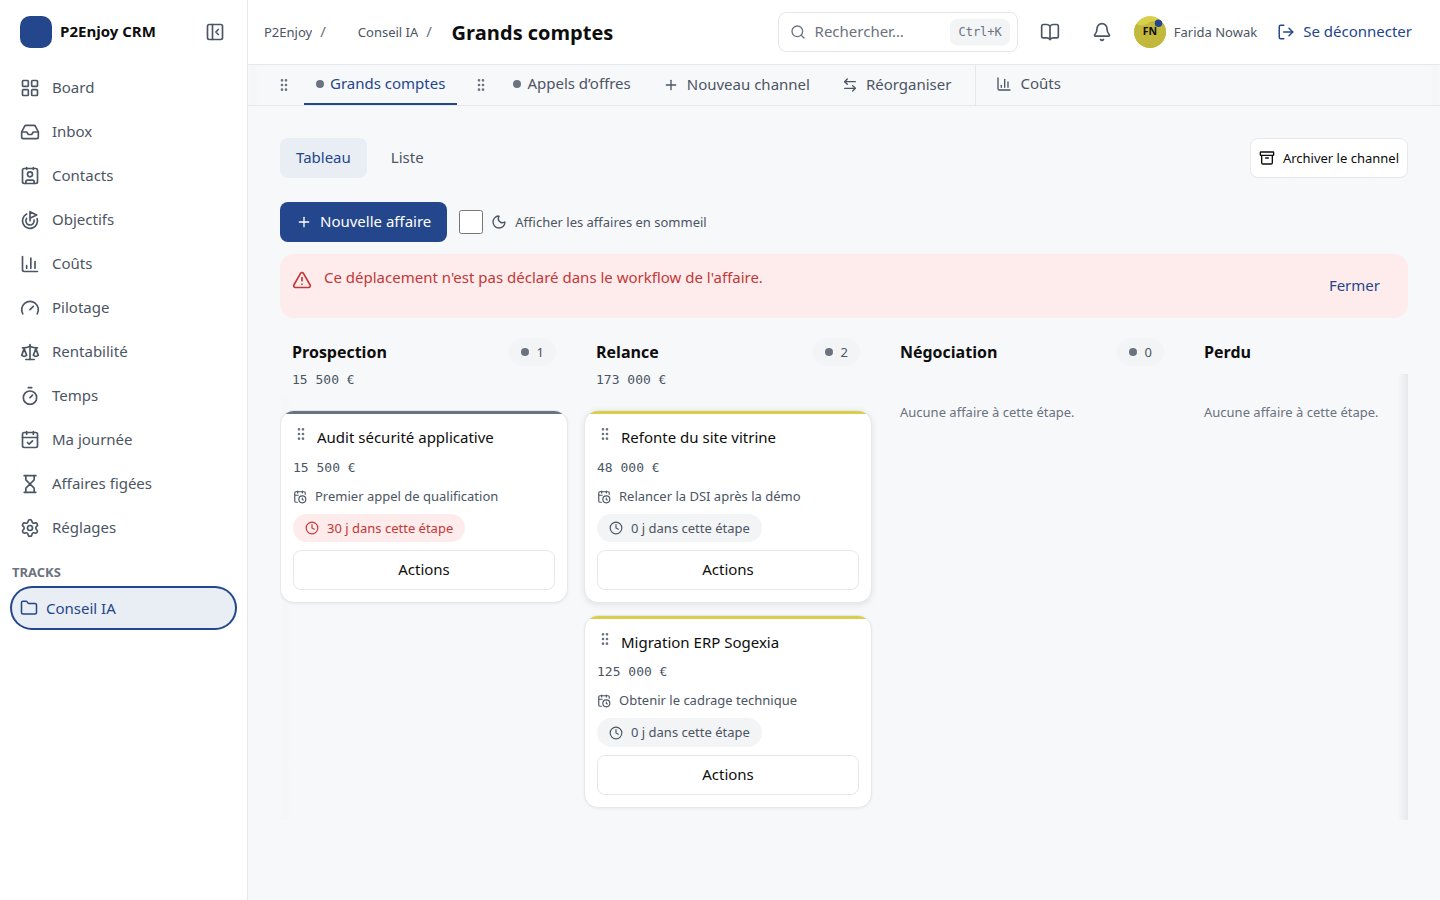 P2Enjoy CRM
P2Enjoy / Conseil IA / Grands comptes
Rechercher... Ctrl+K
FN Farida Nowak
Se déconnecter
Board
Inbox
Contacts
Objectifs
Coûts
Pilotage
Rentabilité
Temps
Ma journée
Affaires figées
Réglages
TRACKS
Conseil IA
Grands comptes
Appels d’offres
Nouveau channel
Réorganiser
Coûts
Tableau
Liste
Archiver le channel
Nouvelle affaire
Afficher les affaires en sommeil
Ce déplacement n'est pas déclaré dans le workflow de l'affaire.
Fermer
Prospection 1
15 500 €
Audit sécurité applicative
15 500 €
Premier appel de qualification
30 j dans cette étape
Actions
Relance 2
173 000 €
Refonte du site vitrine
48 000 €
Relancer la DSI après la démo
0 j dans cette étape
Actions
Migration ERP Sogexia
125 000 €
Obtenir le cadrage technique
0 j dans cette étape
Actions
Négociation 0
Aucune affaire à cette étape.
Perdu
Aucune affaire à cette étape.